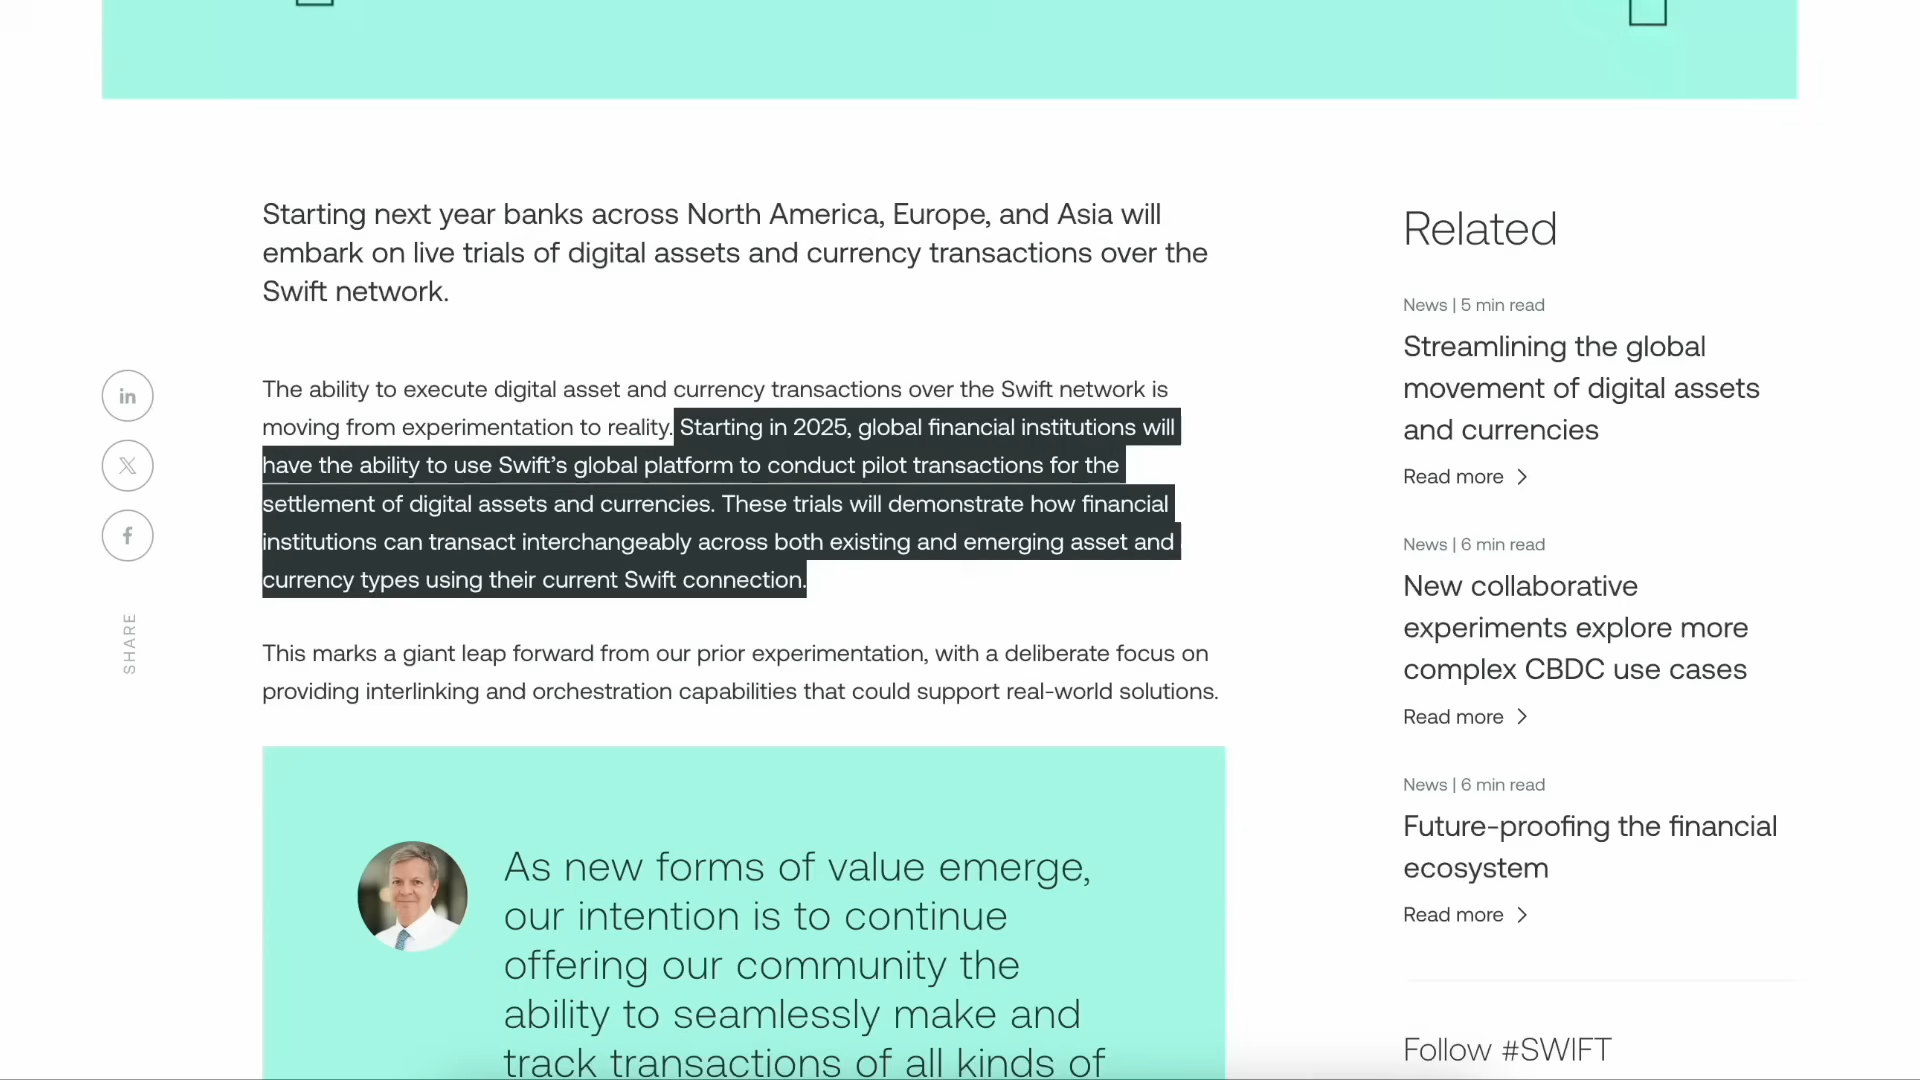 Starting next year banks across North America, Europe, and Asia will
embark on live trials of digital assets and currency transactions over the
Swift network.
in
X
f
SHARE
The ability to execute digital asset and currency transactions over the Swift network is
moving from experimentation to reality. Starting in 2025, global financial institutions will
have the ability to use Swift’s global platform to conduct pilot transactions for the
settlement of digital assets and currencies. These trials will demonstrate how financial
institutions can transact interchangeably across both existing and emerging asset and
currency types using their current Swift connection.
This marks a giant leap forward from our prior experimentation, with a deliberate focus on
providing interlinking and orchestration capabilities that could support real-world solutions.
As new forms of value emerge,
our intention is to continue
offering our community the
ability to seamlessly make and
track transactions of all kinds of
Related
News | 5 min read
Streamlining the global
movement of digital assets
and currencies
Read more
News | 6 min read
New collaborative
experiments explore more
complex CBDC use cases
Read more
News | 6 min read
Future-proofing the financial
ecosystem
Read more
Follow #SWIFT